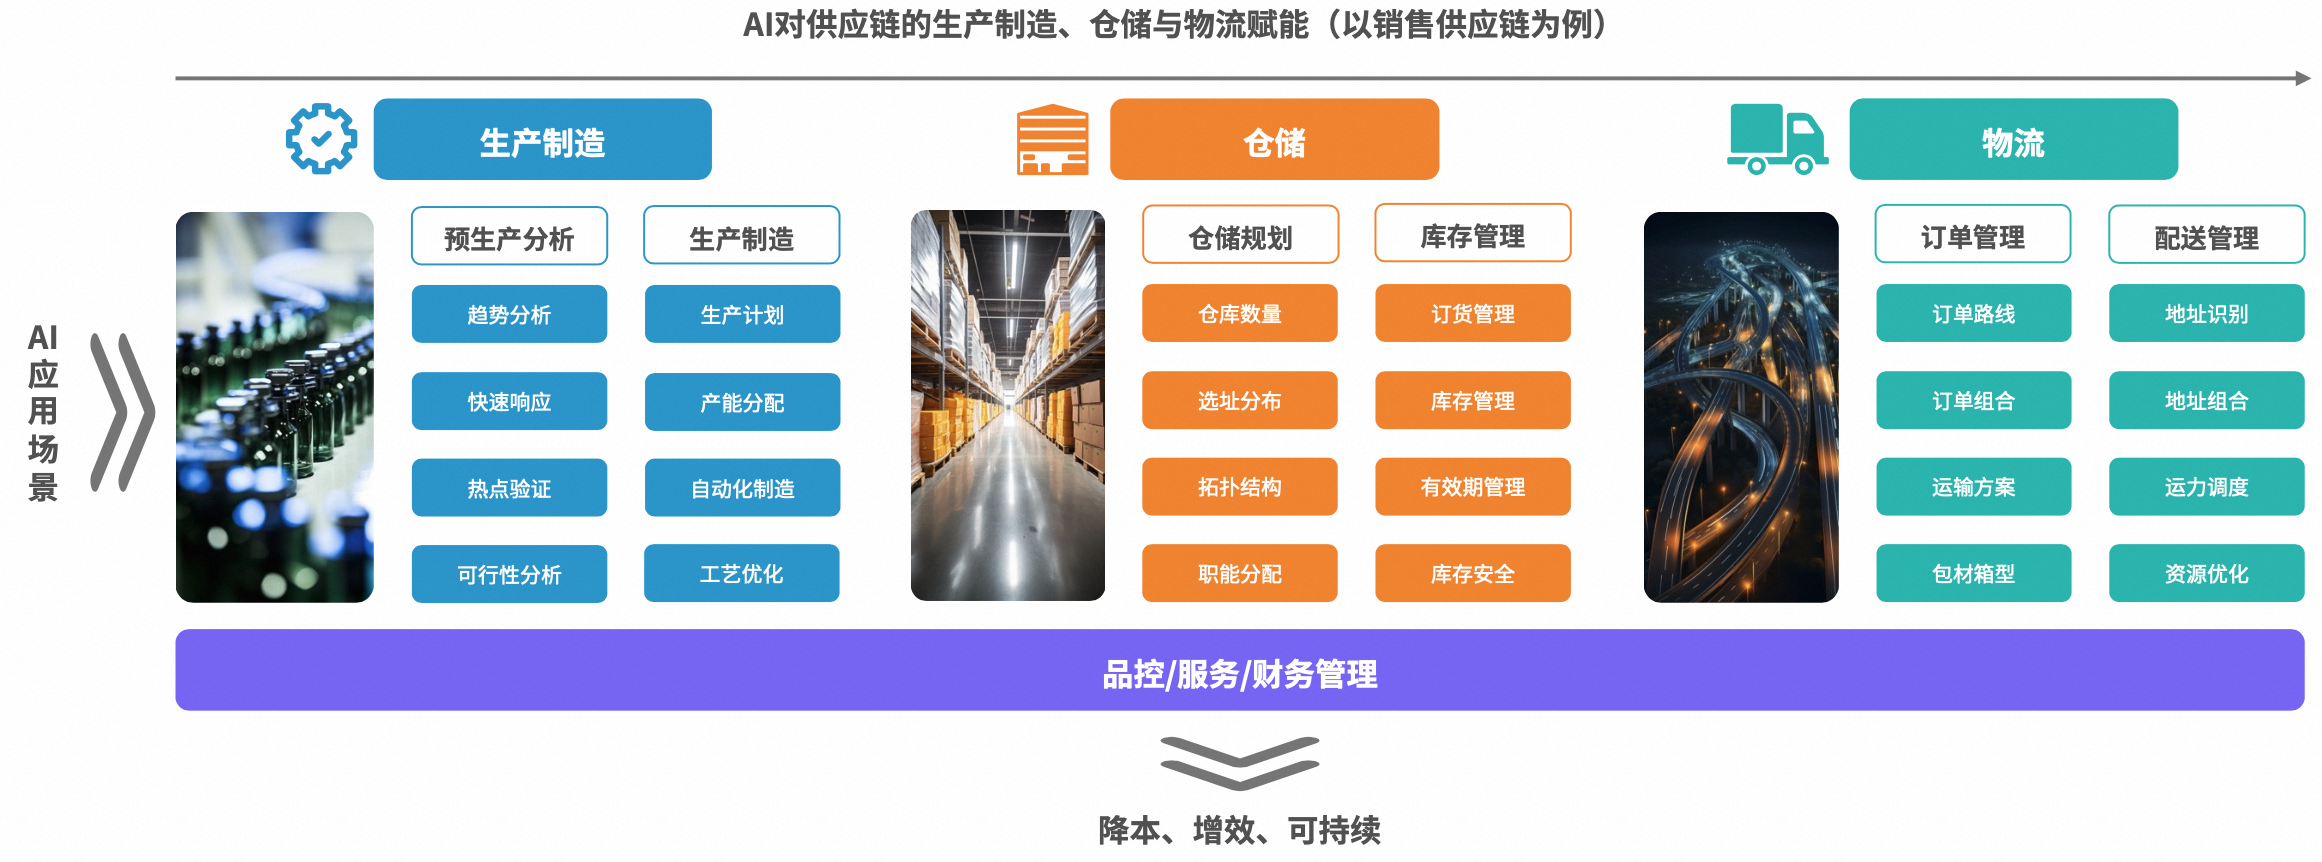 AI对供应链的生产制造、仓储与物流赋能（以销售供应链为例）
生产制造
仓储
物流
AI
应
用
场
景
预生产分析
生产制造
趋势分析
生产计划
快速响应
产能分配
热点验证
自动化制造
可行性分析
工艺优化
仓储规划
库存管理
仓库数量
订货管理
选址分布
库存管理
拓扑结构
有效期管理
职能分配
库存安全
订单管理
配送管理
订单路线
地址识别
订单组合
地址组合
运输方案
运力调度
包材箱型
资源优化
品控/服务/财务管理
降本、增效、可持续